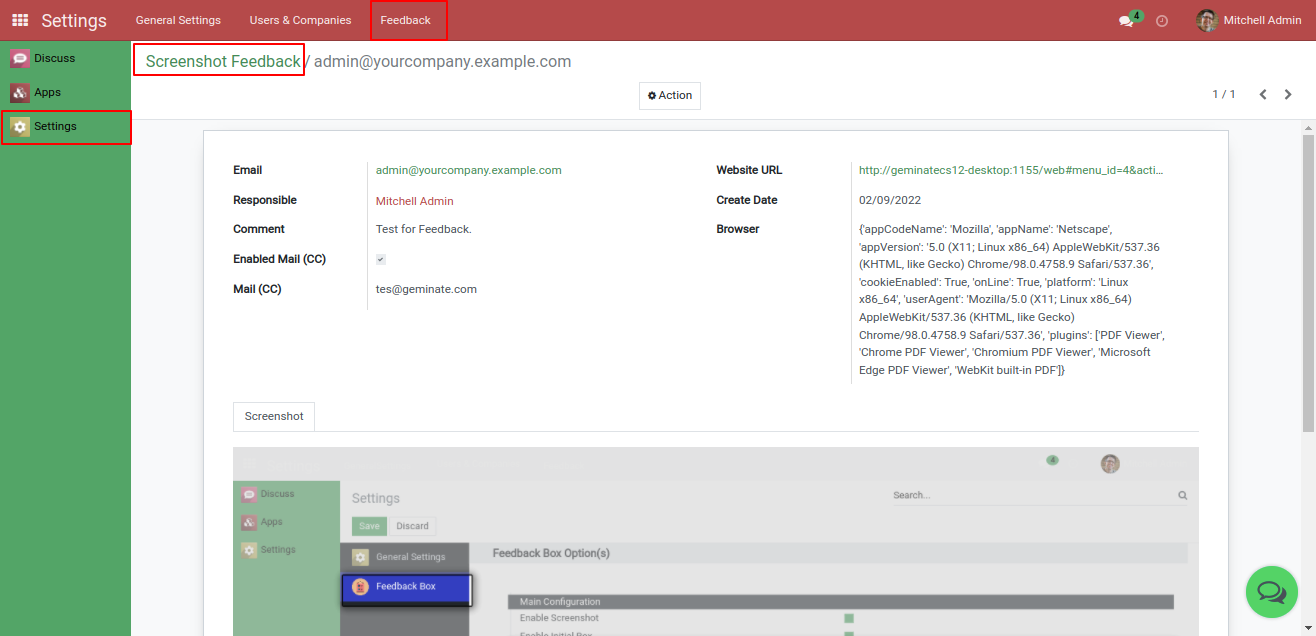 Settings General Settings Users & Companies Feedback 4 Mitchell Admin
Discuss
Apps
Settings
Screenshot Feedback / admin@yourcompany.example.com
Action
1 / 1
Email admin@yourcompany.example.com
Responsible Mitchell Admin
Comment Test for Feedback.
Enabled Mail (CC)
Mail (CC) tes@geminate.com
Website URL http://geminatecs12-desktop:1155/web#menu_id=4&acti...
Create Date 02/09/2022
Browser {'appCodeName': 'Mozilla', 'appName': 'Netscape',
'appVersion': '5.0 (X11; Linux x86_64) AppleWebKit/537.36
(KHTML, like Gecko) Chrome/98.0.4758.9 Safari/537.36',
'cookieEnabled': True, 'onLine': True, 'platform': 'Linux
x86_64', 'userAgent': 'Mozilla/5.0 (X11; Linux x86_64)
AppleWebKit/537.36 (KHTML, like Gecko)
Chrome/98.0.4758.9 Safari/537.36', 'plugins': ['PDF Viewer',
'Chrome PDF Viewer', 'Chromium PDF Viewer', 'Microsoft
Edge PDF Viewer', 'WebKit built-in PDF']}
Screenshot
4
Discuss
Apps
Settings
Settings
Search...
Save Discard
General Settings
Feedback Box
Feedback Box Option(s)
Main Configuration
Enable Screenshot
Enable Initial Box